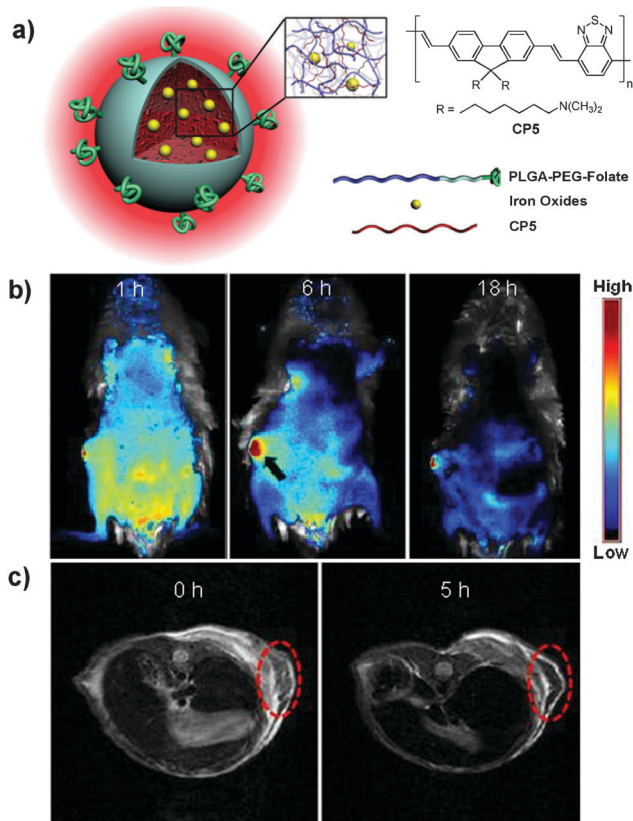 a)
N
S
N
n
R R
R = N(CH₃)₂
CP5
PLGA-PEG-Folate
Iron Oxides
CP5
b)
1 h 6 h 18 h
High
Low
c)
0 h 5 h